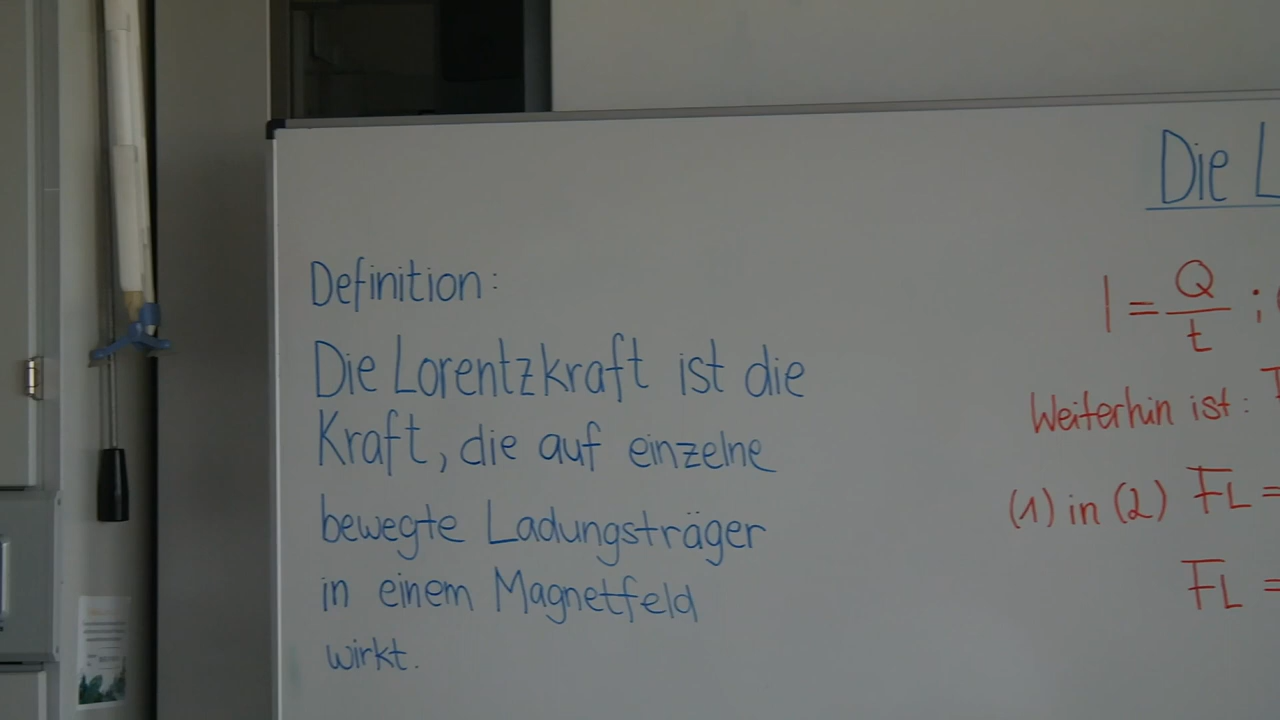 Die L
Definition:
Die Lorentzkraft ist die
Kraft, die auf einzelne
bewegte Ladungsträger
in einem Magnetfeld
wirkt.
I = Q/t ;
Weiterhin ist:
(1) in (2) FL =
FL =